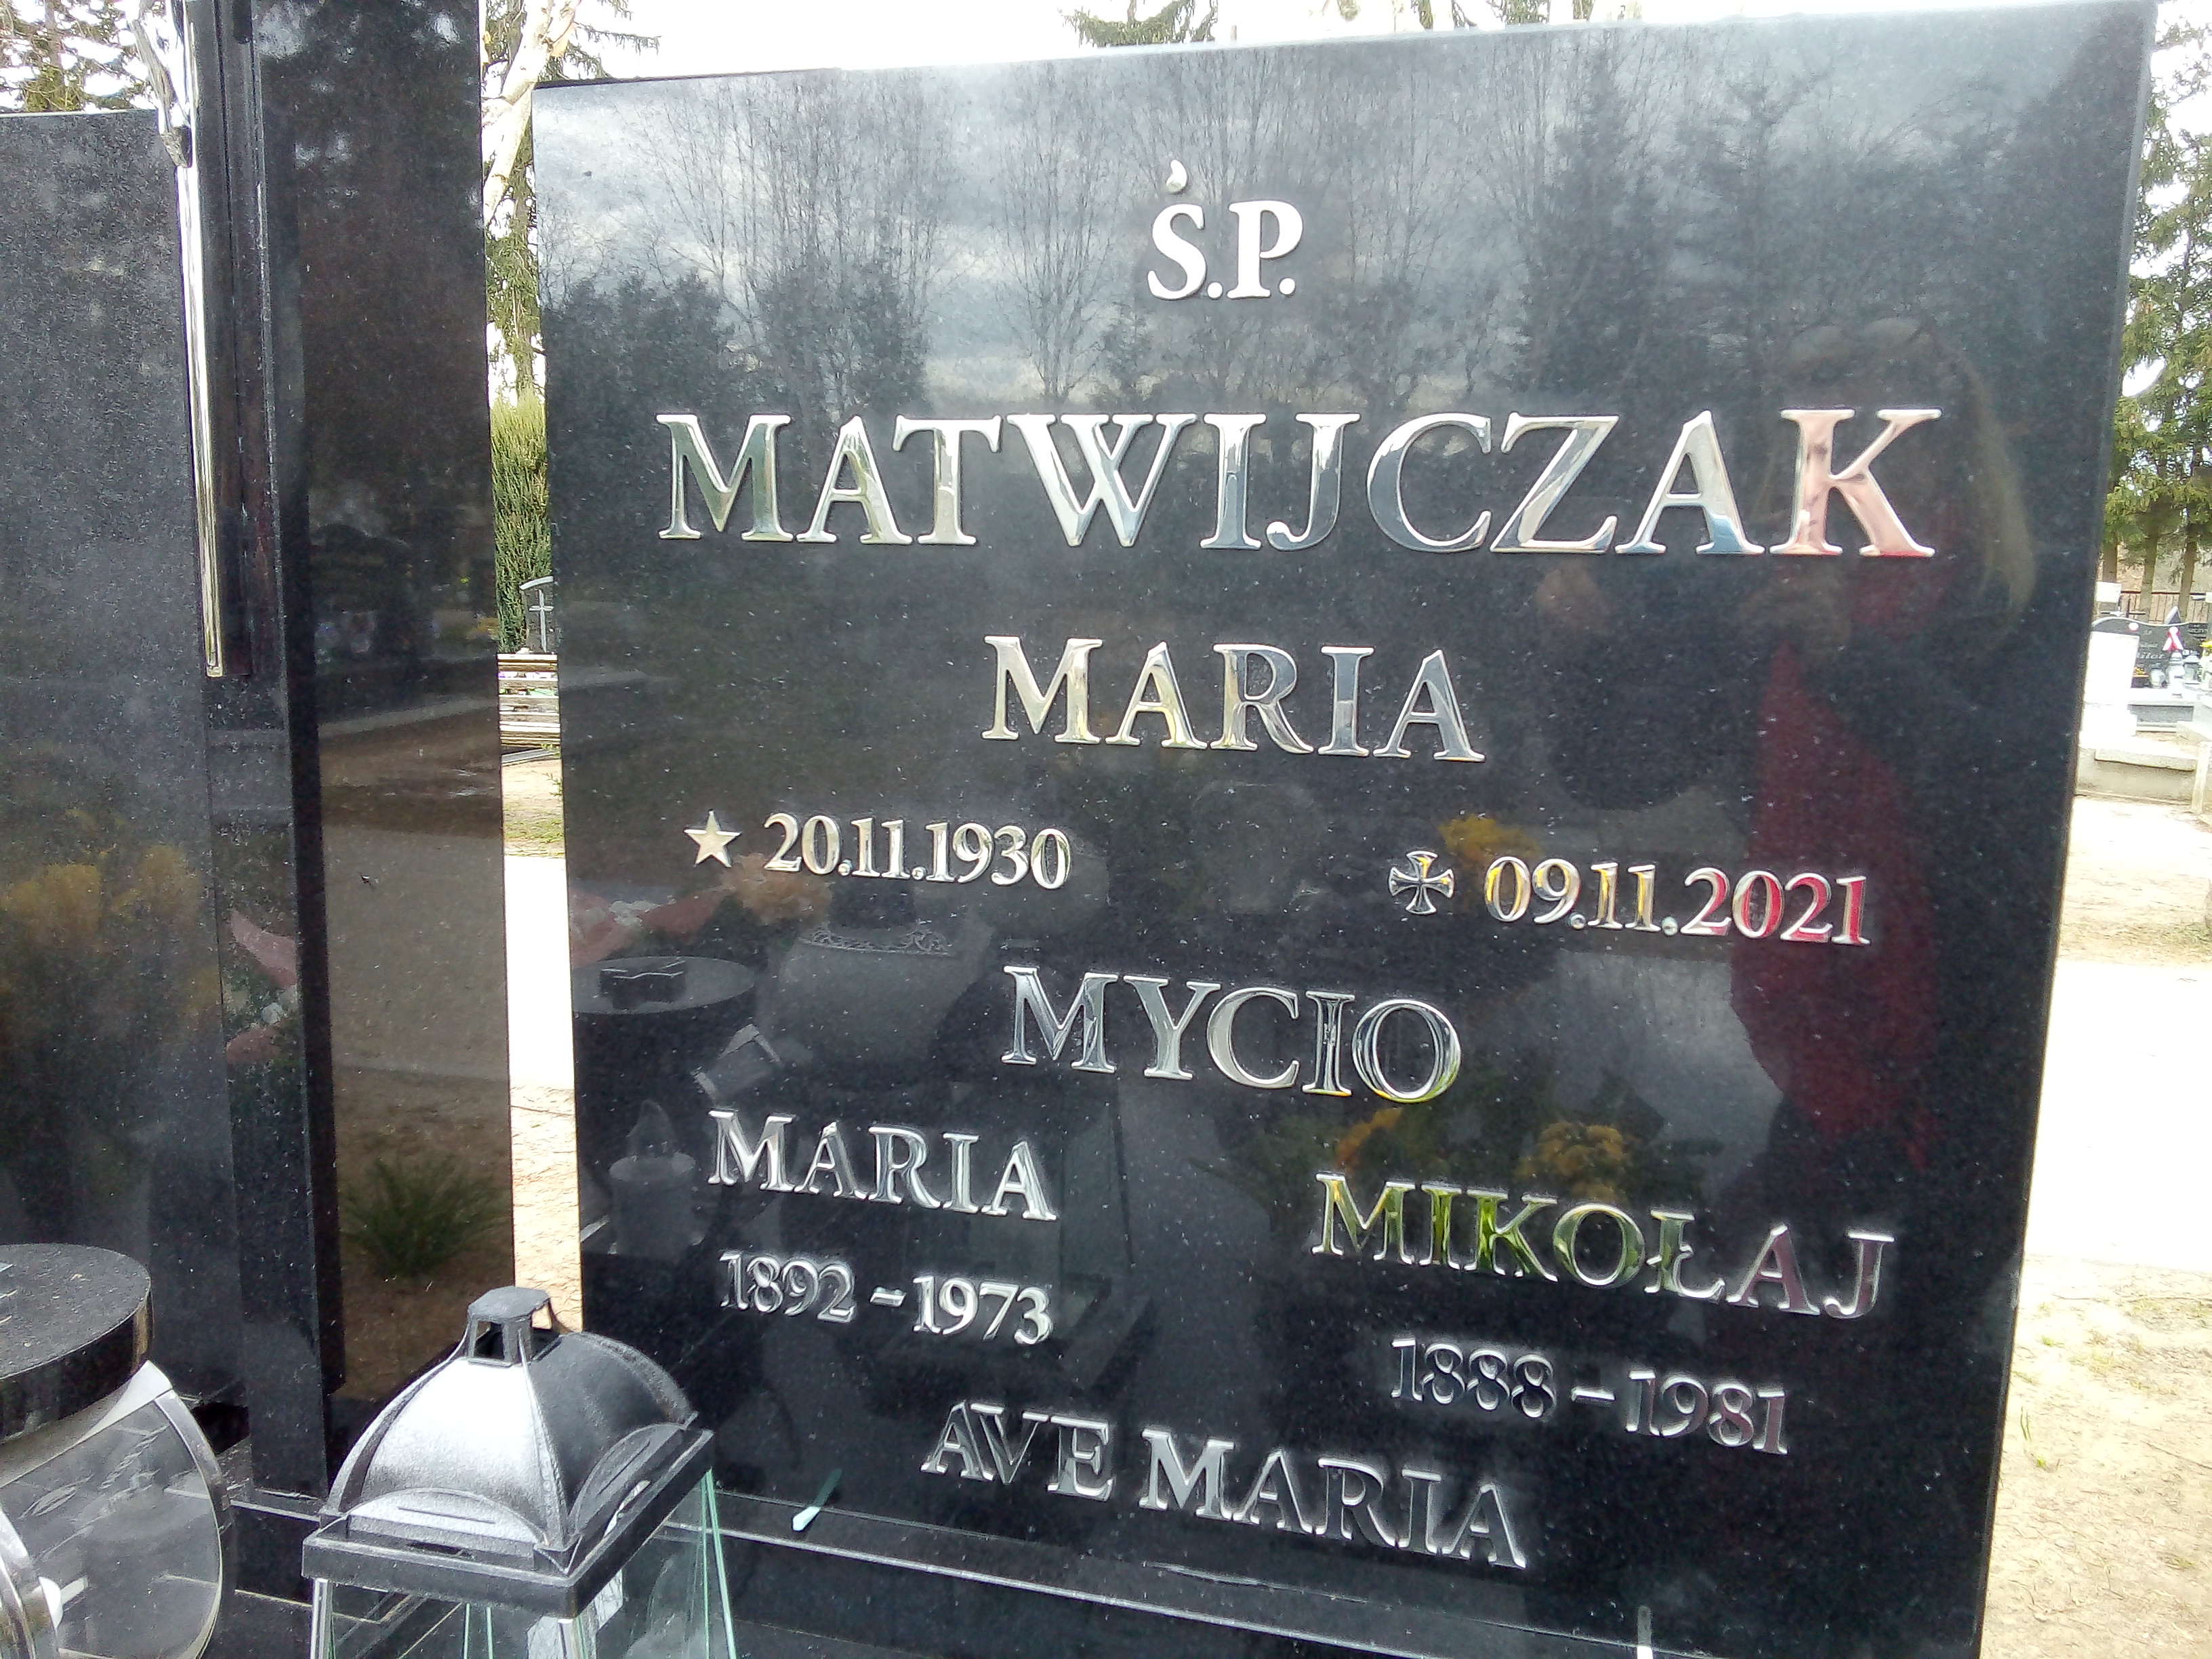 Ś.P.
MATWIJCZAK
MARIA
20.11.1930 09.11.2021
MYCIO
MARIA MIKOŁAJ
1892 - 1973 1888 - 1981
AVE MARIA